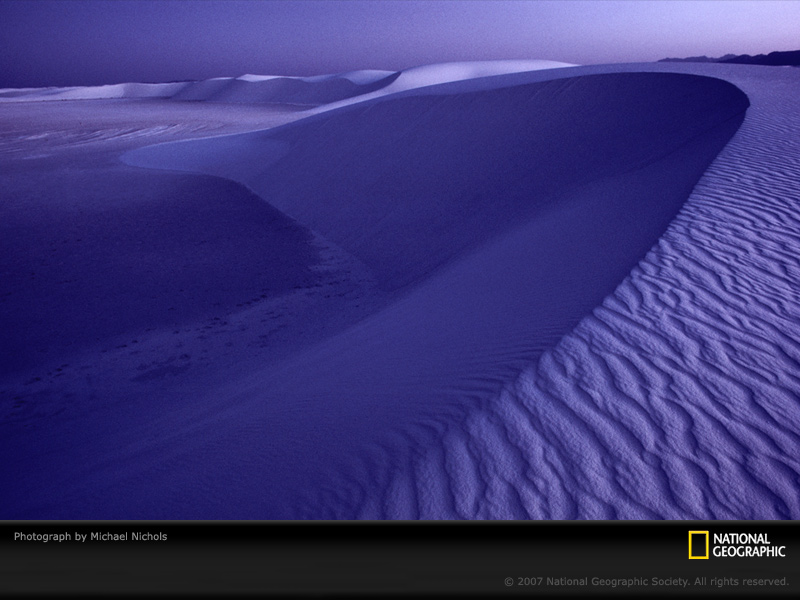 Photograph by Michael Nichols
NATIONAL
GEOGRAPHIC
© 2007 National Geographic Society. All rights reserved.